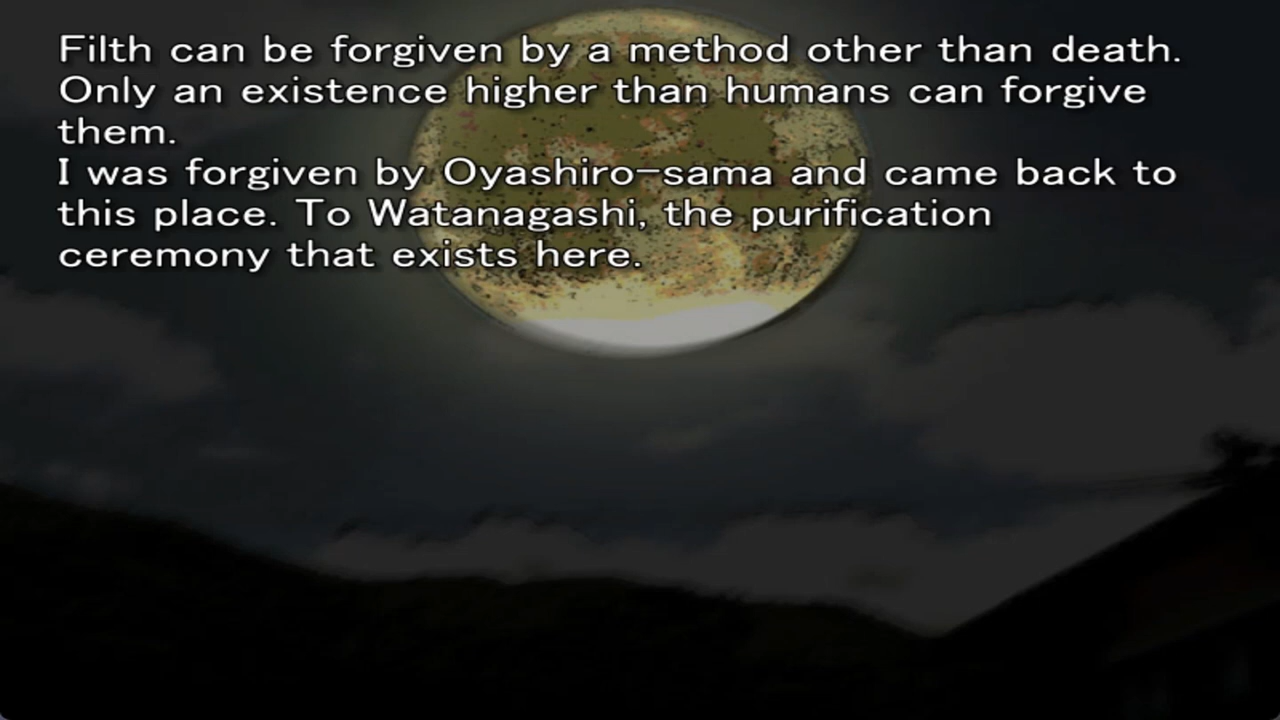 Filth can be forgiven by a method other than death.
Only an existence higher than humans can forgive
them.
I was forgiven by Oyashiro-sama and came back to
this place. To Watanagashi, the purification
ceremony that exists here.